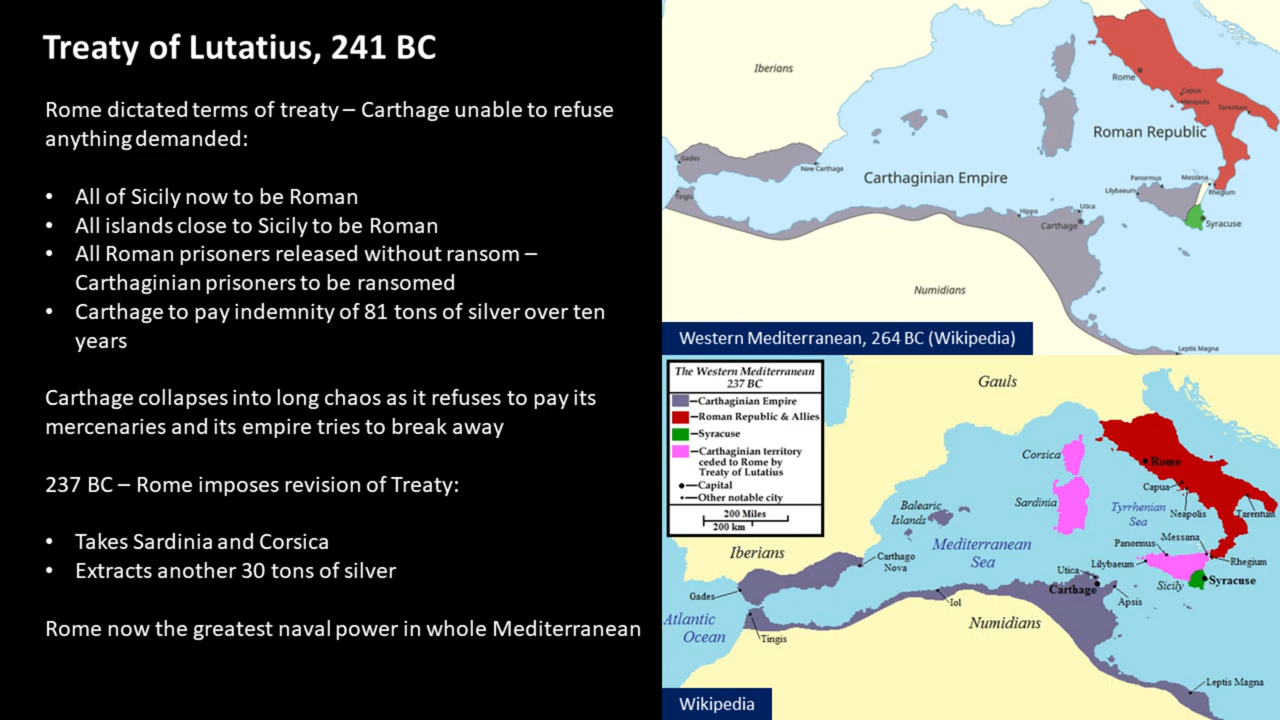 Treaty of Lutatius, 241 BC
Rome dictated terms of treaty – Carthage unable to refuse
anything demanded:
• All of Sicily now to be Roman
• All islands close to Sicily to be Roman
• All Roman prisoners released without ransom –
Carthaginian prisoners to be ransomed
• Carthage to pay indemnity of 81 tons of silver over ten
years
Carthage collapses into long chaos as it refuses to pay its
mercenaries and its empire tries to break away
237 BC – Rome imposes revision of Treaty:
• Takes Sardinia and Corsica
• Extracts another 30 tons of silver
Rome now the greatest naval power in whole Mediterranean
Iberians
Rome
Capua
Neapolis
Tarentum
Roman Republic
Gades
New Carthage
Carthaginian Empire
Panormus
Messana
Lilybaeum
Rhegium
Tingis
Hippo
Utica
Carthage
Syracuse
Numidians
Western Mediterranean, 264 BC (Wikipedia)
Leptis Magna
The Western Mediterranean
237 BC
—Carthaginian Empire
—Roman Republic & Allies
—Syracuse
—Carthaginian territory
ceded to Rome by
Treaty of Lutatius
—Capital
—Other notable city
200 Miles
200 km
Gauls
Corsica
Rome
Capua
Sardinia
Balearic
Islands
Tyrrhenian
Sea
Neapolis
Tarentum
Mediterranean
Sea
Iberians
Carthago
Nova
Panormus
Messana
Lilybaeum
Rhegium
Utica
Sicily
Syracuse
Carthage
Gades
Iol
Apsis
Atlantic
Ocean
Numidians
Tingis
Leptis Magna
Wikipedia